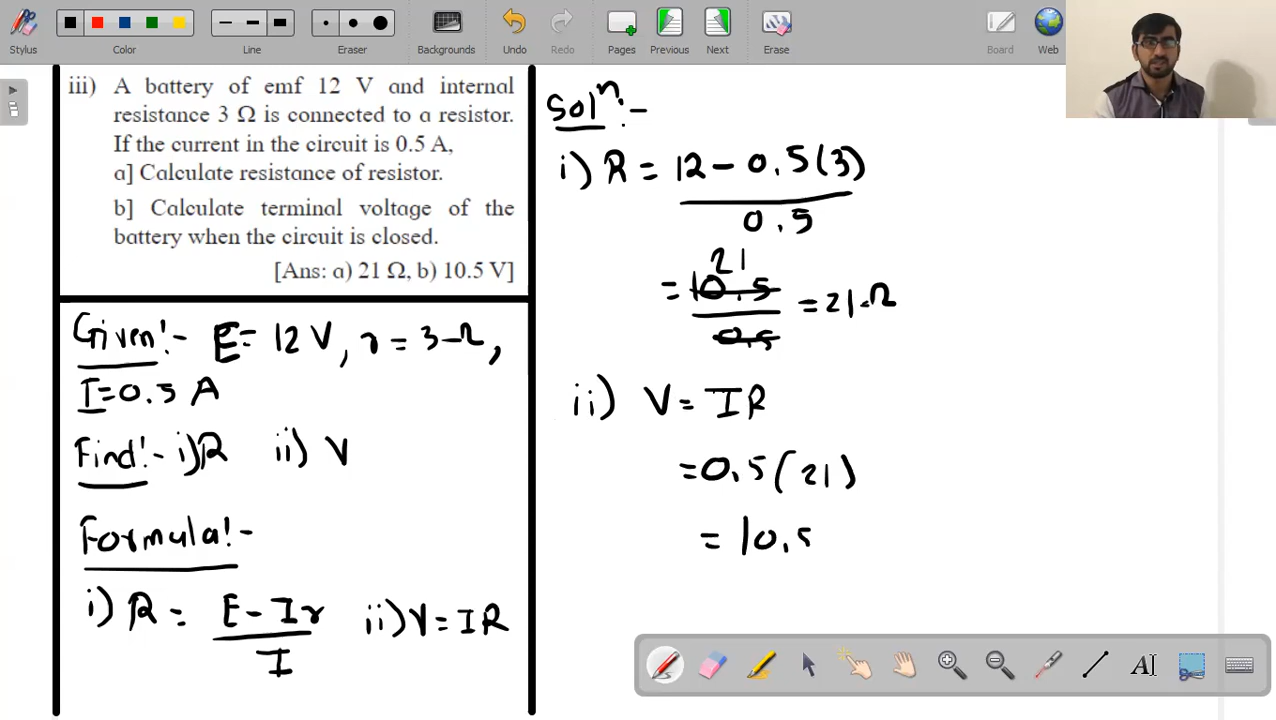 Stylus
Color
Line
Eraser
Backgrounds
Undo
Redo
Pages
Previous
Next
Erase
Board
Web
iii) A battery of emf 12 V and internal
resistance 3 Ω is connected to a resistor.
If the current in the circuit is 0.5 A,
a] Calculate resistance of resistor.
b] Calculate terminal voltage of the
battery when the circuit is closed.
[Ans: a) 21 Ω, b) 10.5 V]
Given:- E= 12 V, r = 3 Ω,
I=0.5 A
Find:- i)R ii) V
Formula:-
i) R = E - Ir
I
ii) V = IR
Solⁿ:-
i) R = 12 - 0.5(3)
0.5
21
= 10.5 = 21 Ω
0.5
ii) V = IR
=0.5(21)
= 10.5